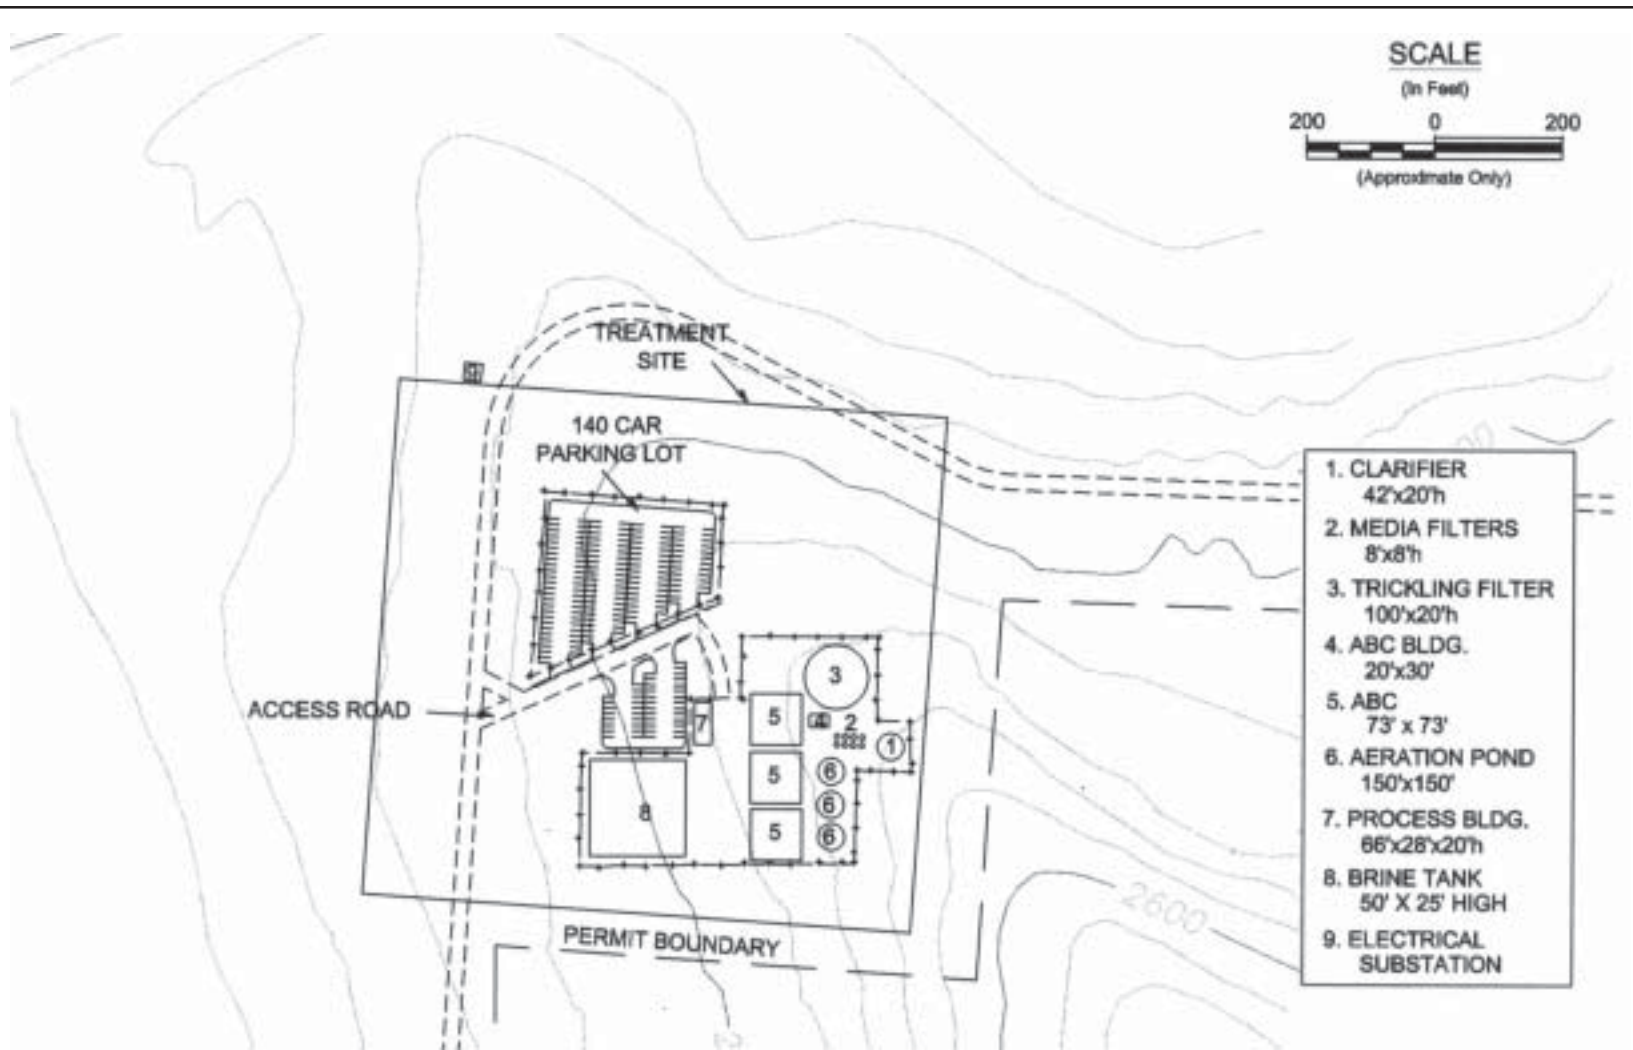 SCALE
(In Feet)
200 0 200
(Approximate Only)
TREATMENT
SITE
9
140 CAR
PARKING LOT
ACCESS ROAD
3
5
4
2
7
1
5
6
8
6
5
6
PERMIT BOUNDARY
2600
1. CLARIFIER
42'x20'h
2. MEDIA FILTERS
8'x8'h
3. TRICKLING FILTER
100'x20'h
4. ABC BLDG.
20'x30'
5. ABC
73' x 73'
6. AERATION POND
150'x150'
7. PROCESS BLDG.
66'x28'x20'h
8. BRINE TANK
50' X 25' HIGH
9. ELECTRICAL
SUBSTATION